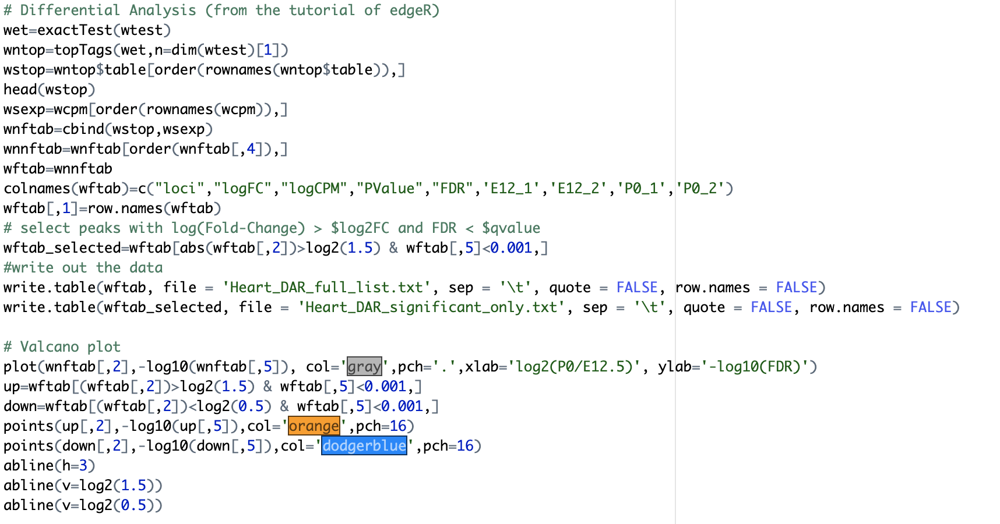 # Differential Analysis (from the tutorial of edgeR)
wet=exactTest(wtest)
wntop=topTags(wet,n=dim(wtest)[1])
wstop=wntop$table[order(rownames(wntop$table)),]
head(wstop)
wsexp=wcpm[order(rownames(wcpm)),]
wnftab=cbind(wstop,wsexp)
wnnftab=wnftab[order(wnftab[,4]),]
wftab=wnnftab
colnames(wftab)=c("loci","logFC","logCPM","PValue","FDR",'E12_1','E12_2','P0_1','P0_2')
wftab[,1]=row.names(wftab)
# select peaks with log(Fold-Change) > $log2FC and FDR < $qvalue
wftab_selected=wftab[abs(wftab[,2])>log2(1.5) & wftab[,5]<0.001,]
#write out the data
write.table(wftab, file = 'Heart_DAR_full_list.txt', sep = '\t', quote = FALSE, row.names = FALSE)
write.table(wftab_selected, file = 'Heart_DAR_significant_only.txt', sep = '\t', quote = FALSE, row.names = FALSE)
# Valcano plot
plot(wnftab[,2],-log10(wnftab[,5]), col='gray',pch='.',xlab='log2(P0/E12.5)', ylab='-log10(FDR)')
up=wftab[(wftab[,2])>log2(1.5) & wftab[,5]<0.001,]
down=wftab[(wftab[,2])<log2(0.5) & wftab[,5]<0.001,]
points(up[,2],-log10(up[,5]),col='orange',pch=16)
points(down[,2],-log10(down[,5]),col='dodgerblue',pch=16)
abline(h=3)
abline(v=log2(1.5))
abline(v=log2(0.5))